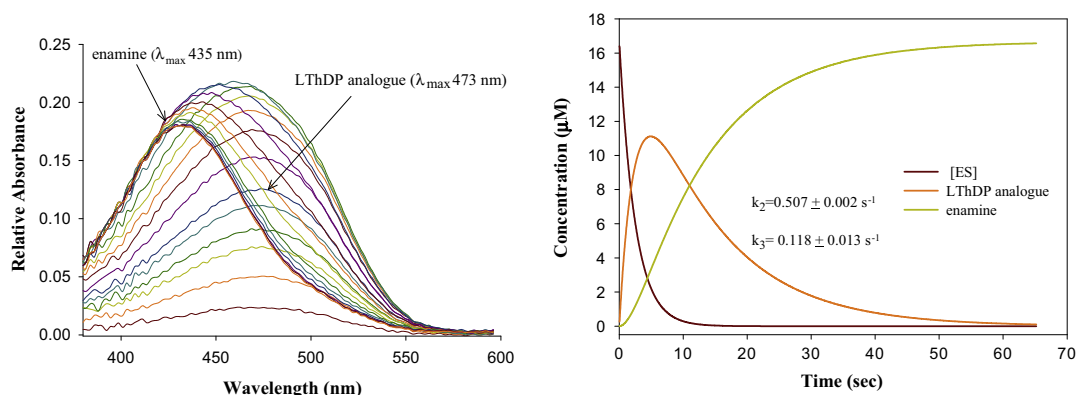 enamine (λmax 435 nm)
LThDP analogue (λmax 473 nm)
Relative Absorbance
0.25
0.20
0.15
0.10
0.05
0.00
400
450
500
550
600
Wavelength (nm)
Concentration (μM)
18
16
14
12
10
8
6
4
2
0
[ES]
LThDP analogue
enamine
k2=0.507 ± 0.002 s-1
k3= 0.118 ± 0.013 s-1
0
10
20
30
40
50
60
70
Time (sec)